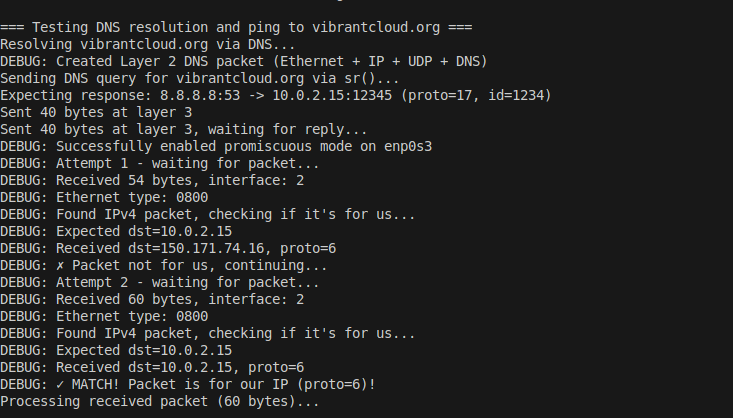 === Testing DNS resolution and ping to vibrantcloud.org ===
Resolving vibrantcloud.org via DNS...
DEBUG: Created Layer 2 DNS packet (Ethernet + IP + UDP + DNS)
Sending DNS query for vibrantcloud.org via sr()...
Expecting response: 8.8.8.8:53 -> 10.0.2.15:12345 (proto=17, id=1234)
Sent 40 bytes at layer 3
Sent 40 bytes at layer 3, waiting for reply...
DEBUG: Successfully enabled promiscuous mode on enp0s3
DEBUG: Attempt 1 - waiting for packet...
DEBUG: Received 54 bytes, interface: 2
DEBUG: Ethernet type: 0800
DEBUG: Found IPv4 packet, checking if it's for us...
DEBUG: Expected dst=10.0.2.15
DEBUG: Received dst=150.171.74.16, proto=6
DEBUG: ✗ Packet not for us, continuing...
DEBUG: Attempt 2 - waiting for packet...
DEBUG: Received 60 bytes, interface: 2
DEBUG: Ethernet type: 0800
DEBUG: Found IPv4 packet, checking if it's for us...
DEBUG: Expected dst=10.0.2.15
DEBUG: Received dst=10.0.2.15, proto=6
DEBUG: ✓ MATCH! Packet is for our IP (proto=6)!
Processing received packet (60 bytes)...